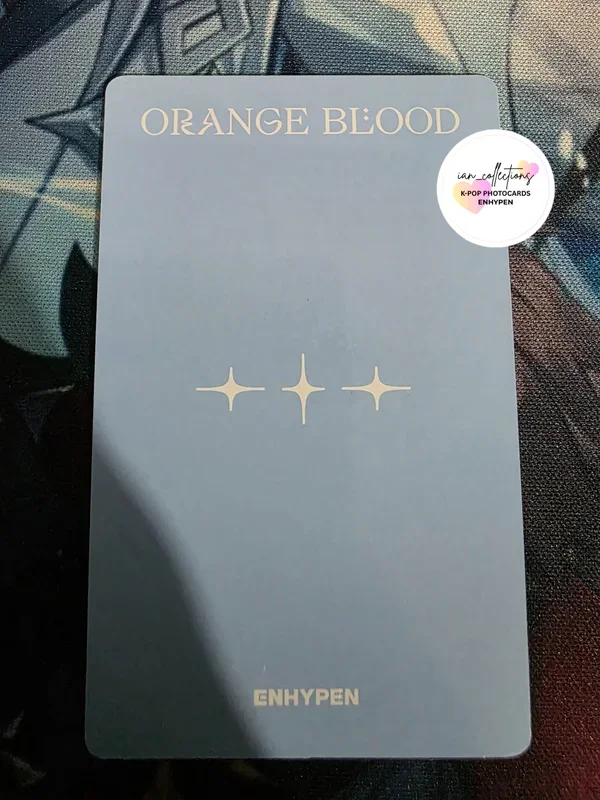 ORANGE BLOOD
ian_collections
K-POP PHOTOCARDS
ENHYPEN
ENHYPEN